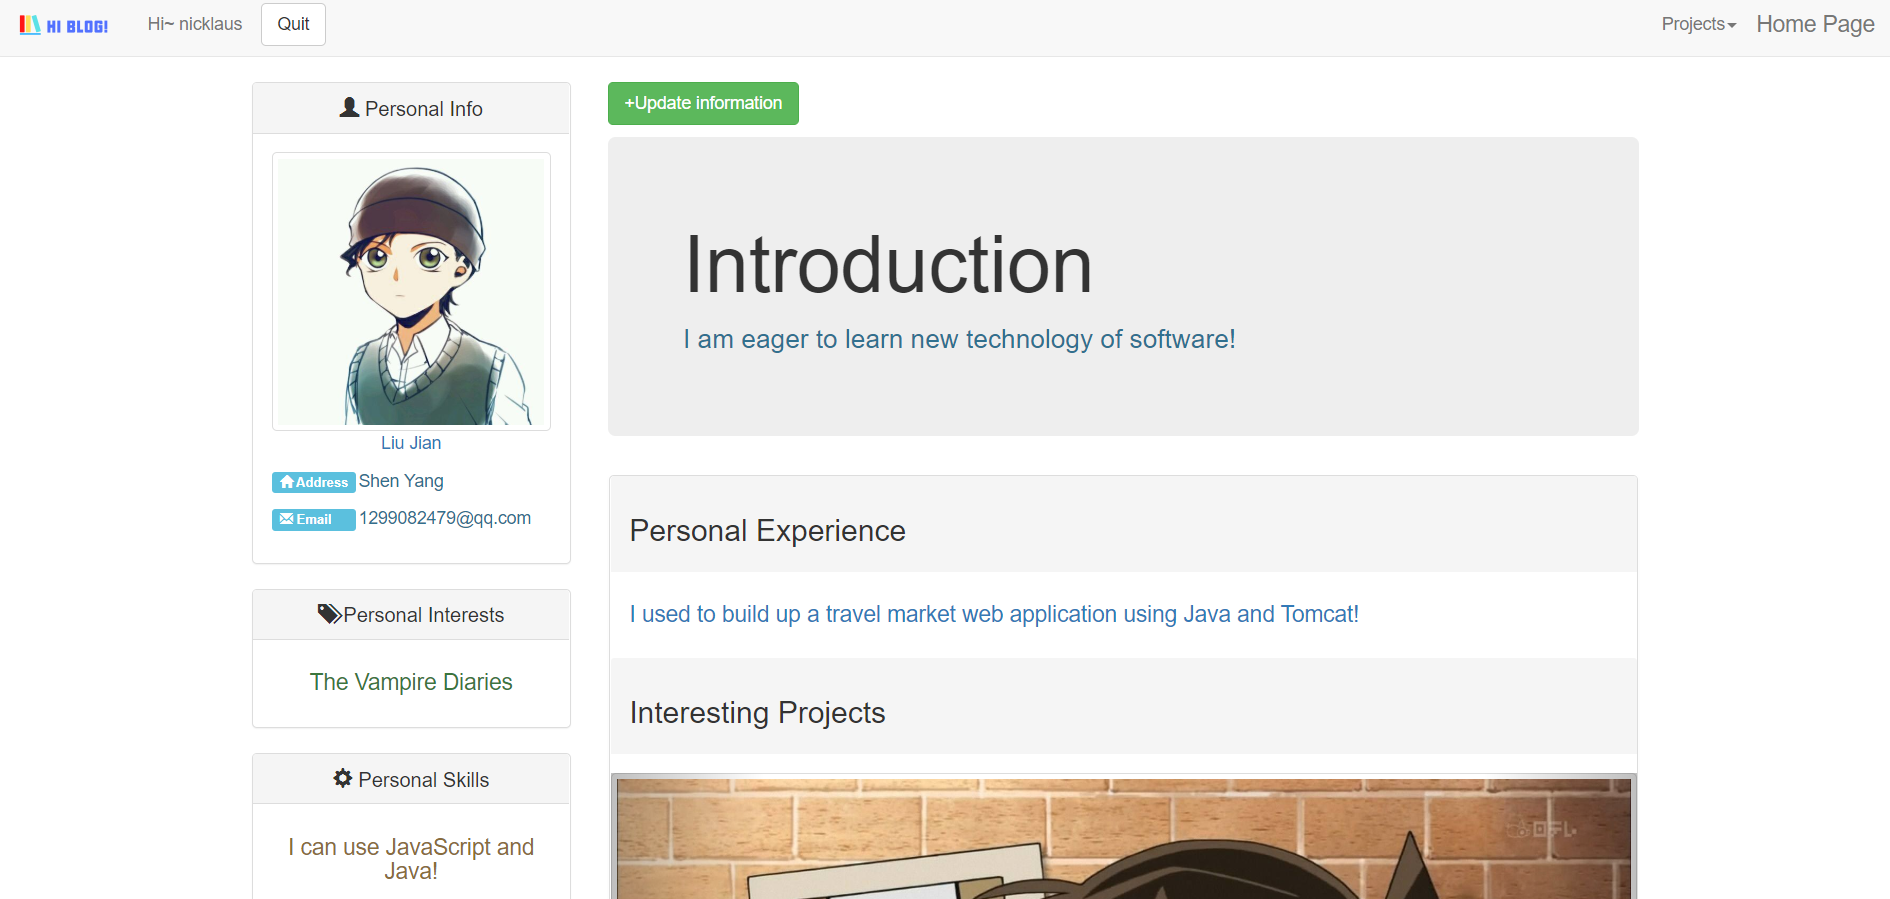 HI BLOG!
Hi~ nicklaus
Quit
Projects
Home Page
Personal Info
Liu Jian
Address Shen Yang
Email 1299082479@qq.com
Personal Interests
The Vampire Diaries
Personal Skills
I can use JavaScript and
Java!
+Update information
Introduction
I am eager to learn new technology of software!
Personal Experience
I used to build up a travel market web application using Java and Tomcat!
Interesting Projects